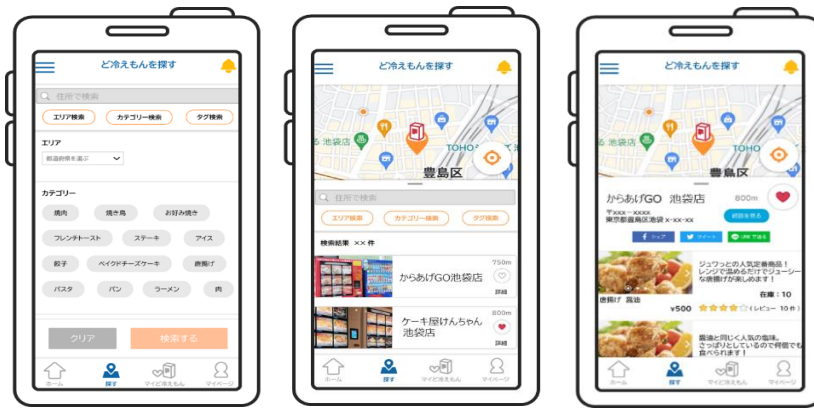 ど冷えもんを探す
住所で検索
エリア検索
カテゴリー検索
タグ検索
エリア
都道府県を選ぶ
カテゴリー
焼肉
焼き鳥
お好み焼き
フレンチトースト
ステーキ
アイス
餃子
ベイクドチーズケーキ
唐揚げ
パスタ
パン
ラーメン
肉
クリア
検索する
ホーム
探す
マイど冷えもん
マイページ
ど冷えもんを探す
池袋店
TOHO
豊島区
住所で検索
エリア検索
カテゴリー検索
タグ検索
検索結果 ××件
750m
からあげGO池袋店
詳細
800m
ケーキ屋けんちゃん
池袋店
詳細
ホーム
探す
マイど冷えもん
マイページ
ど冷えもんを探す
池袋店
TOHO
豊島区
からあげGO 池袋店
800m
〒xxx-xxxx
東京都豊島区池袋 x-xx-xx
経路を見る
シェア
ツイート
LINEで送る
ジュワっとの人気定番商品!
レンジで温めるだけでジューシー
な唐揚げが楽しめます!
唐揚げ 醤油
在庫:10
¥500
(レビュー 10件)
醤油と同じく人気の塩味。
さっぱりとしているので何個でも
食べられます!
ホーム
探す
マイど冷えもん
マイページ